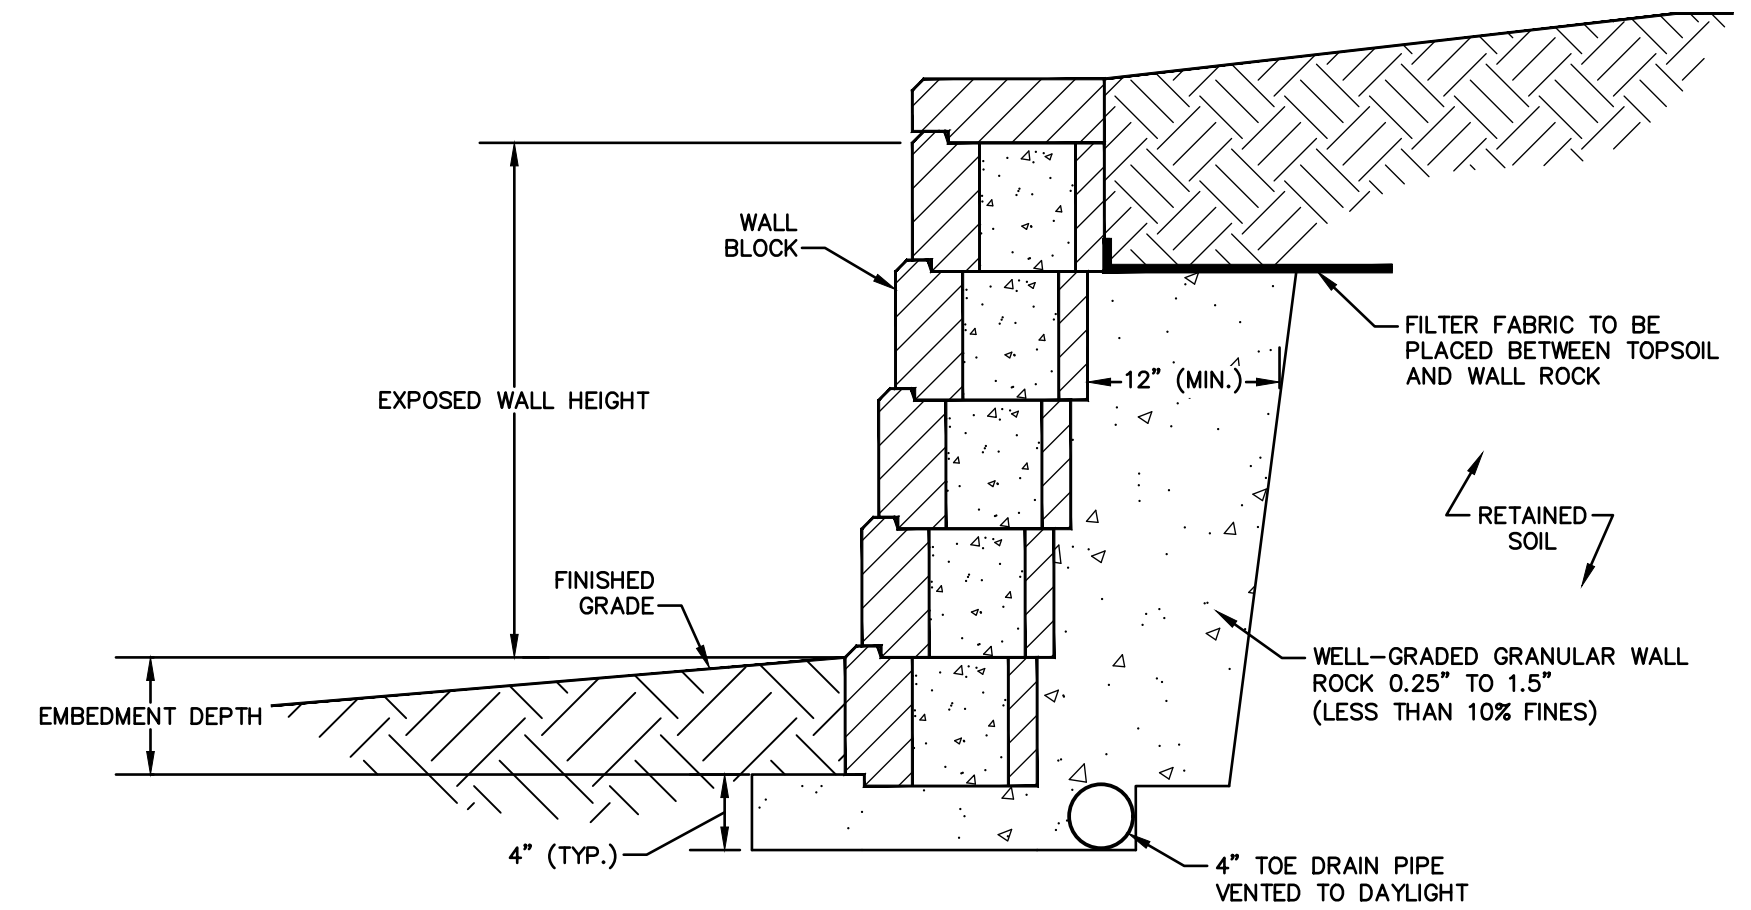 WALL
BLOCK
FILTER FABRIC TO BE
PLACED BETWEEN TOPSOIL
AND WALL ROCK
12” (MIN.)
EXPOSED WALL HEIGHT
RETAINED
SOIL
FINISHED
GRADE
WELL-GRADED GRANULAR WALL
ROCK 0.25” TO 1.5”
(LESS THAN 10% FINES)
EMBEDMENT DEPTH
4” (TYP.)
4” TOE DRAIN PIPE
VENTED TO DAYLIGHT